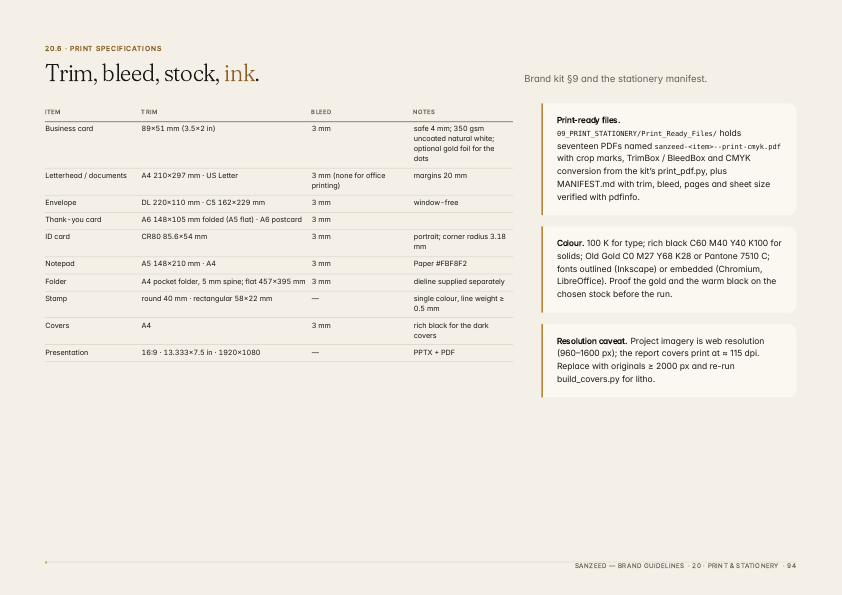 20.6 · PRINT SPECIFICATIONS
Trim, bleed, stock, ink.
Brand kit §9 and the stationery manifest.
ITEM TRIM BLEED NOTES
Business card 89×51 mm (3.5×2 in) 3 mm safe 4 mm; 350 gsm
uncoated natural white;
optional gold foil for the
dots
Letterhead / documents A4 210×297 mm · US Letter 3 mm (none for office margins 20 mm
printing)
Envelope DL 220×110 mm · C5 162×229 mm 3 mm window-free
Thank-you card A6 148×105 mm folded (A5 flat) · A6 postcard 3 mm
ID card CR80 85.6×54 mm 3 mm portrait; corner radius 3.18
mm
Notepad A5 148×210 mm · A4 3 mm Paper #FBF8F2
Folder A4 pocket folder, 5 mm spine; flat 457×395 mm 3 mm dieline supplied separately
Stamp round 40 mm · rectangular 58×22 mm — single colour, line weight ≥
0.5 mm
Covers A4 3 mm rich black for the dark
covers
Presentation 16:9 · 13.333×7.5 in · 1920×1080 — PPTX + PDF
Print-ready files.
09_PRINT_STATIONERY/Print_Ready_Files/ holds
seventeen PDFs named sanzeed-<item>--print-cmyk.pdf
with crop marks, TrimBox / BleedBox and CMYK
conversion from the kit's print_pdf.py, plus
MANIFEST.md with trim, bleed, pages and sheet size
verified with pdfinfo.
Colour. 100 K for type; rich black C60 M40 Y40 K100 for
solids; Old Gold C0 M27 Y68 K28 or Pantone 7510 C;
fonts outlined (Inkscape) or embedded (Chromium,
LibreOffice). Proof the gold and the warm black on the
chosen stock before the run.
Resolution caveat. Project imagery is web resolution
(960–1600 px); the report covers print at ≈ 115 dpi.
Replace with originals ≥ 2000 px and re-run
build_covers.py for litho.
SANZEED — BRAND GUIDELINES · 20 · PRINT & STATIONERY · 94